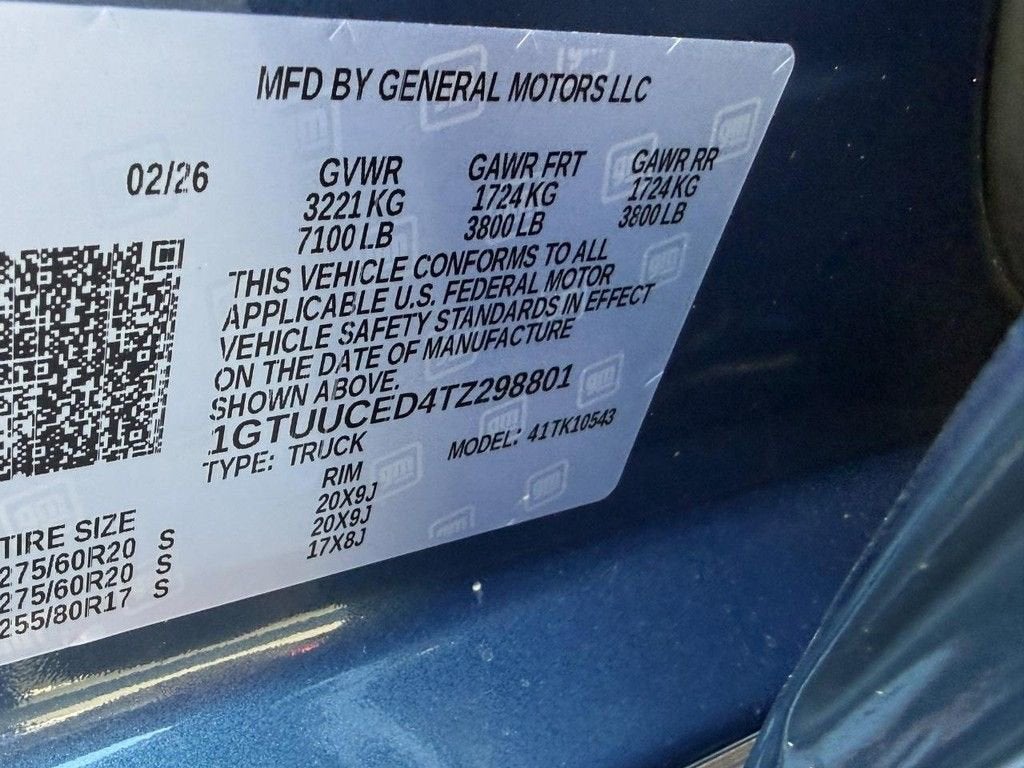 MFD BY GENERAL MOTORS LLC
02/26 GVWR GAWR FRT GAWR RR
3221 KG 1724 KG 1724 KG
7100 LB 3800 LB 3800 LB
THIS VEHICLE CONFORMS TO ALL
APPLICABLE U.S. FEDERAL MOTOR
VEHICLE SAFETY STANDARDS IN EFFECT
ON THE DATE OF MANUFACTURE
SHOWN ABOVE.
1GTUUCED4TZ298801
TYPE: TRUCK MODEL: 41TK10543
TIRE SIZE RIM
275/60R20 S 20X9J
275/60R20 S 20X9J
255/80R17 S 17X8J